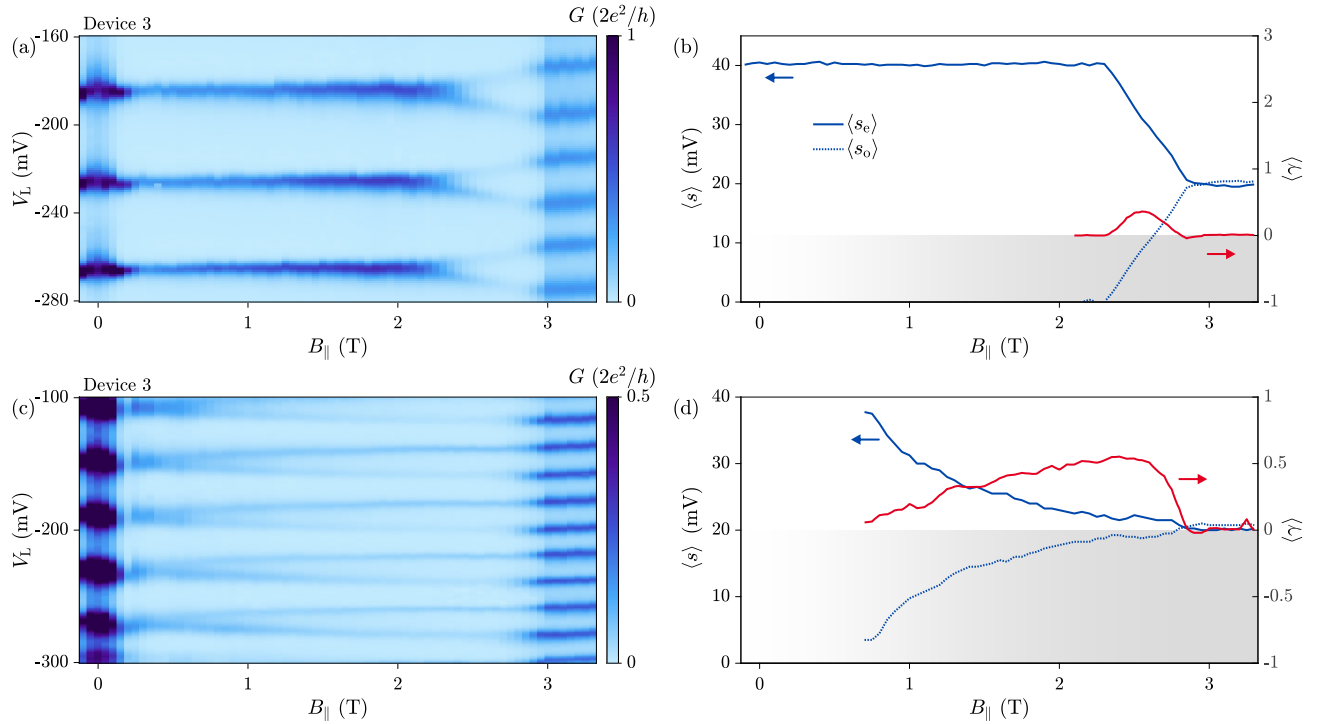 Device 3
G (2e²/h)
(a)
-160
-200
-240
-280
V_L (mV)
1
0
0
1
2
3
B_∥ (T)
(b)
40
30
20
10
0
⟨s⟩ (mV)
⟨s_e⟩
⟨s_o⟩
3
2
1
0
-1
⟨γ⟩
1
2
3
B_∥ (T)
Device 3
G (2e²/h)
(c)
-100
-200
-300
V_L (mV)
0.5
0
0
1
2
3
B_∥ (T)
(d)
40
30
20
10
0
⟨s⟩ (mV)
1
0.5
0
-0.5
-1
⟨γ⟩
0
1
2
3
B_∥ (T)